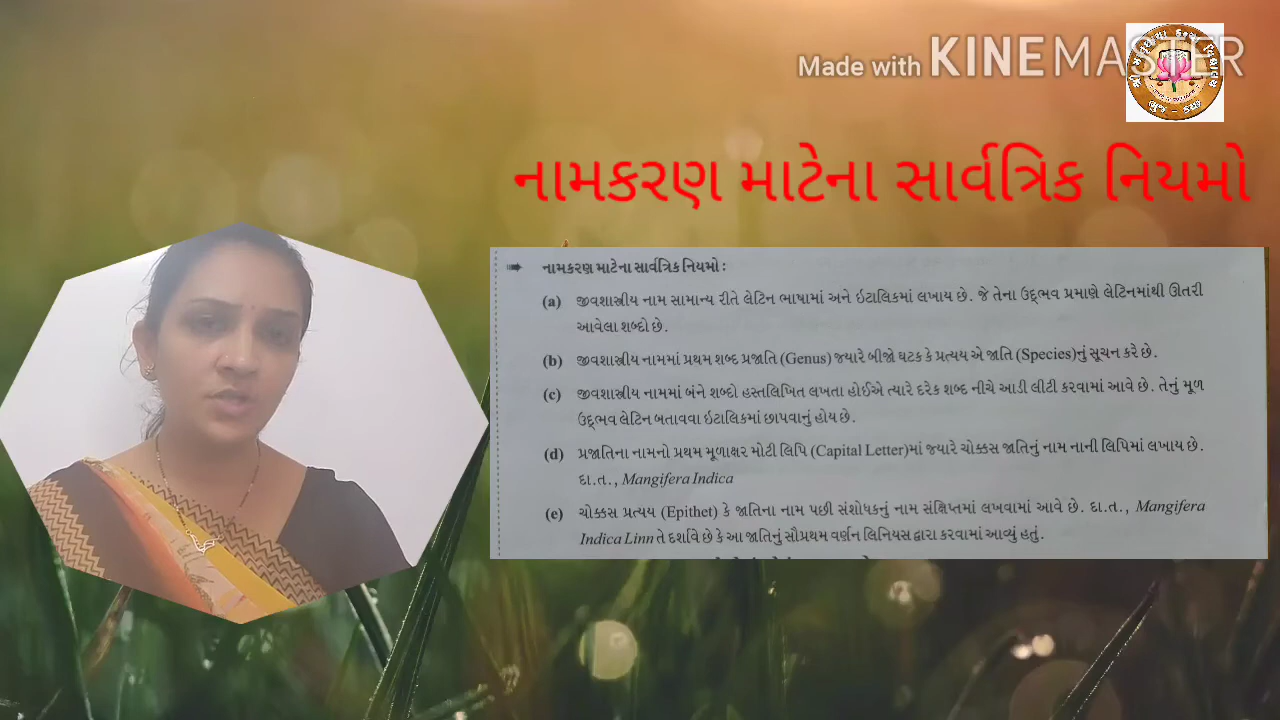 Made with KINEMASTER
નામકરણ માટેના સાર્વત્રિક નિયમો
નામકરણ માટેના સાર્વત્રિક નિયમો :
(a) જીવશાસ્ત્રીય નામ સામાન્ય રીતે લેટિન ભાષામાં અને ઇટાલિકમાં લખાય છે. જે તેના ઉદ્ભવ પ્રમાણે લેટિનમાંથી ઊતરી
આવેલા શબ્દો છે.
(b) જીવશાસ્ત્રીય નામમાં પ્રથમ શબ્દ પ્રજાતિ (Genus) જ્યારે બીજો ઘટક કે પ્રત્યય એ જાતિ (Species)નું સૂચન કરે છે.
(c) જીવશાસ્ત્રીય નામમાં બંને શબ્દો હસ્તલિખિત લખતા હોઈએ ત્યારે દરેક શબ્દ નીચે આડી લીટી કરવામાં આવે છે. તેનું મૂળ
ઉદ્ભવ લેટિન બતાવવા ઇટાલિકમાં છાપવાનું હોય છે.
(d) પ્રજાતિના નામનો પ્રથમ મૂળાક્ષર મોટી લિપિ (Capital Letter)માં જ્યારે ચોક્કસ જાતિનું નામ નાની લિપિમાં લખાય છે.
દા.ત., Mangifera Indica
(e) ચોક્કસ પ્રત્યય (Epithet) કે જાતિના નામ પછી સંશોધકનું નામ સંક્ષિપ્તમાં લખવામાં આવે છે. દા.ત., Mangifera
Indica Linn તે દર્શાવે છે કે આ જાતિનું સૌપ્રથમ વર્ણન લિનિયસ દ્વારા કરવામાં આવ્યું હતું.